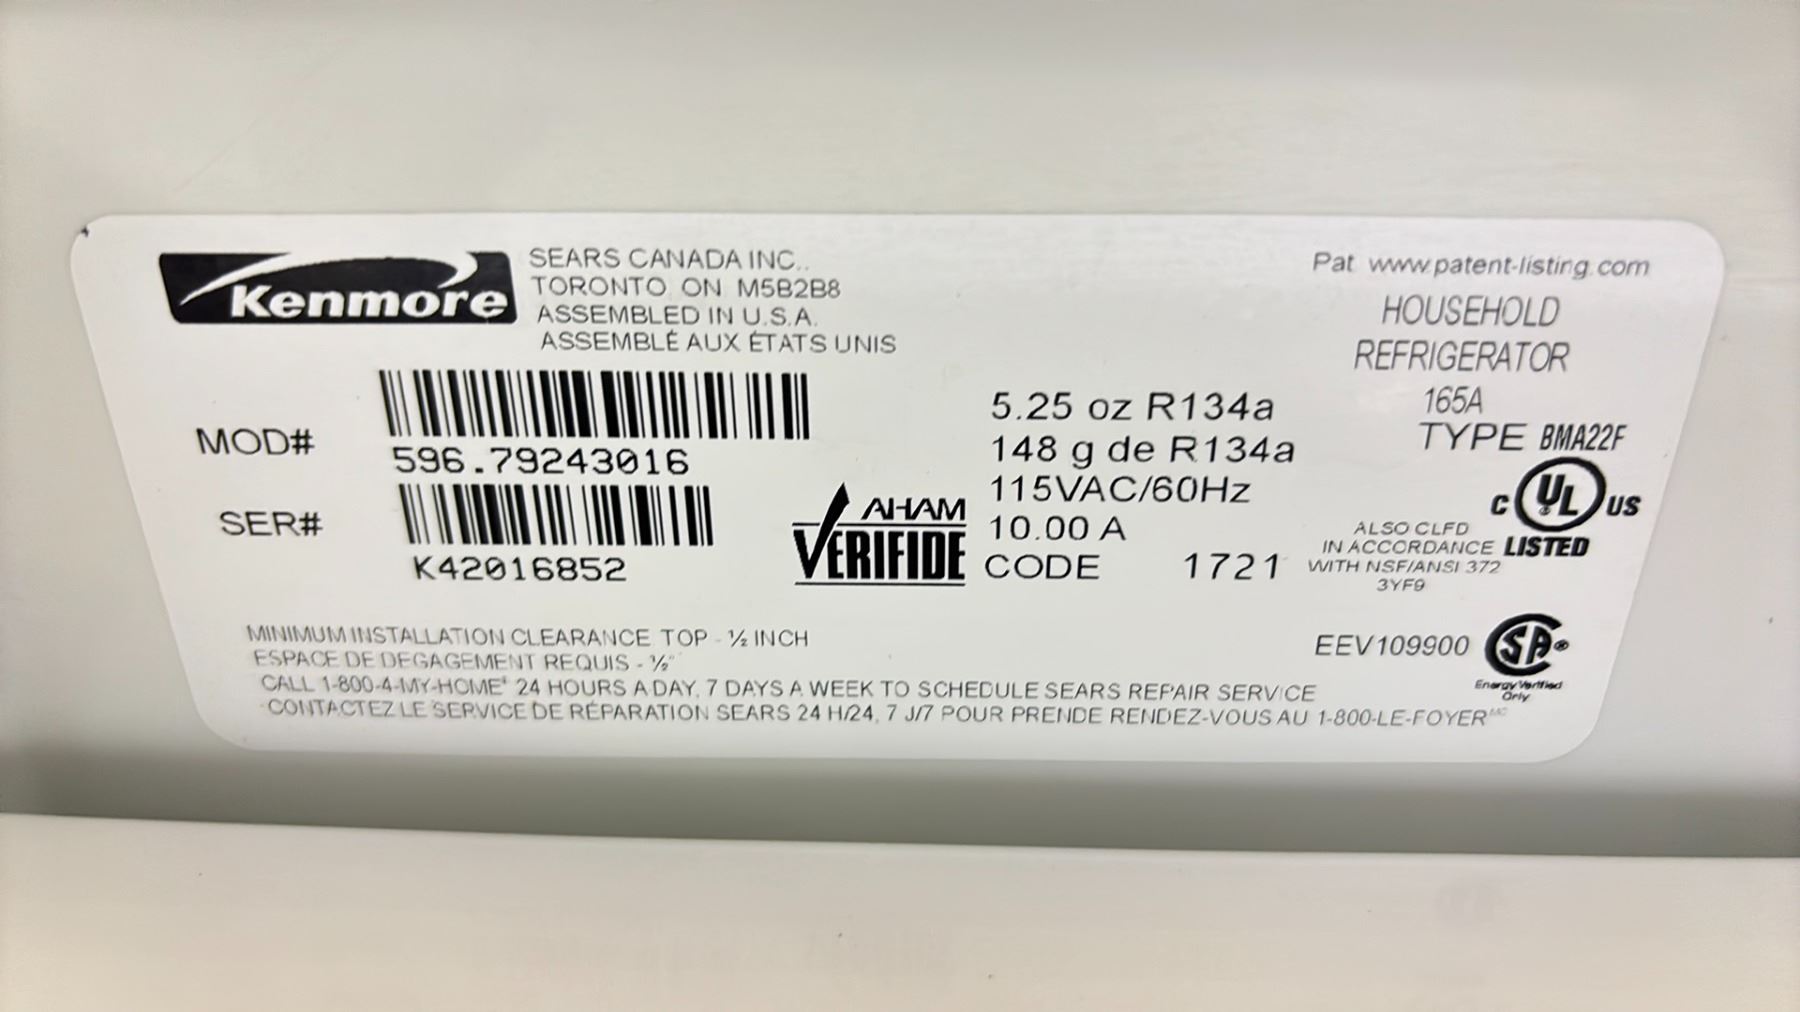 Kenmore
SEARS CANADA INC..
TORONTO ON M5B2B8
ASSEMBLED IN U.S.A.
ASSEMBLÉ AUX ÉTATS UNIS
MOD#
596.79243016
SER#
K42016852
AHAM
VERIFIDE
5.25 oz R134a
148 g de R134a
115VAC/60Hz
10.00 A
CODE 1721
Pat www.patent-listing.com
HOUSEHOLD
REFRIGERATOR
165A
TYPE BMA22F
C UL US
LISTED
ALSO CLFD
IN ACCORDANCE
WITH NSF/ANSI 372
3YF9
EEV109900
SA
Energy Verified
Only
MINIMUM INSTALLATION CLEARANCE TOP - ½ INCH
ESPACE DE DEGAGEMENT REQUIS - ½"
CALL 1-800-4-MY-HOME® 24 HOURS A DAY, 7 DAYS A WEEK TO SCHEDULE SEARS REPAIR SERVICE
CONTACTEZ LE SERVICE DE RÉPARATION SEARS 24 H/24, 7 J/7 POUR PRENDE RENDEZ-VOUS AU 1-800-LE-FOYER MC